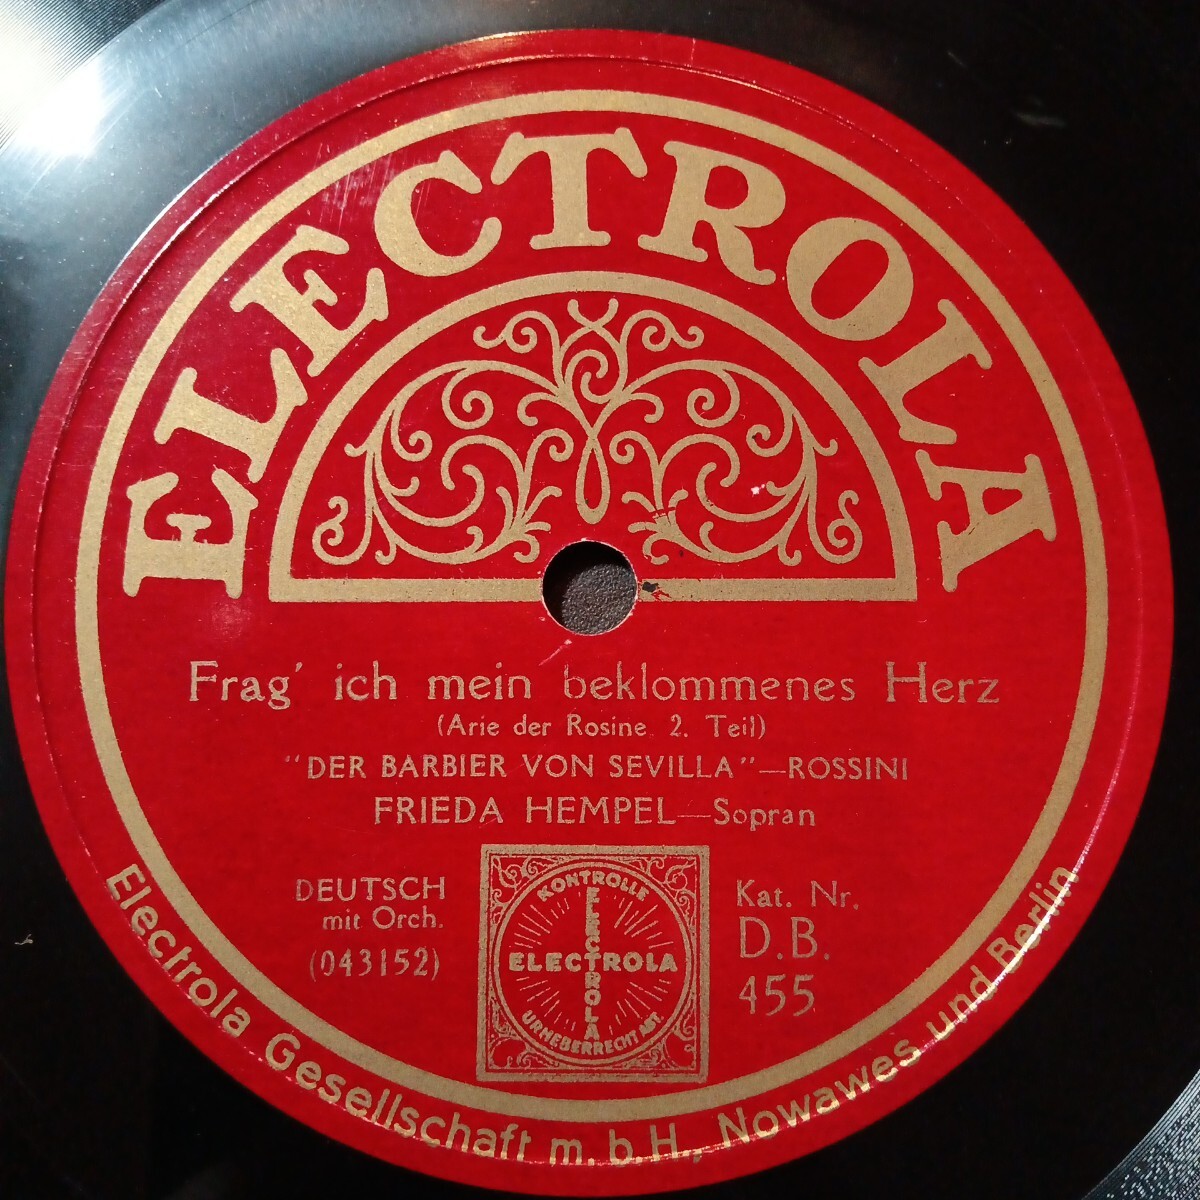 ELECTROLA
Frag' ich mein beklommenes Herz
(Arie der Rosine. 2. Teil)
"DER BARBIER VON SEVILLA"—ROSSINI
FRIEDA HEMPEL—Sopran
DEUTSCH
mit Orch.
(043152)
KONTROLLE
ELECTROLA
ELECTROLA
URHEBERRECHT ABT.
Kat. Nr.
D.B.
455
Electrola Gesellschaft m.b.H., Nowawes und Berlin